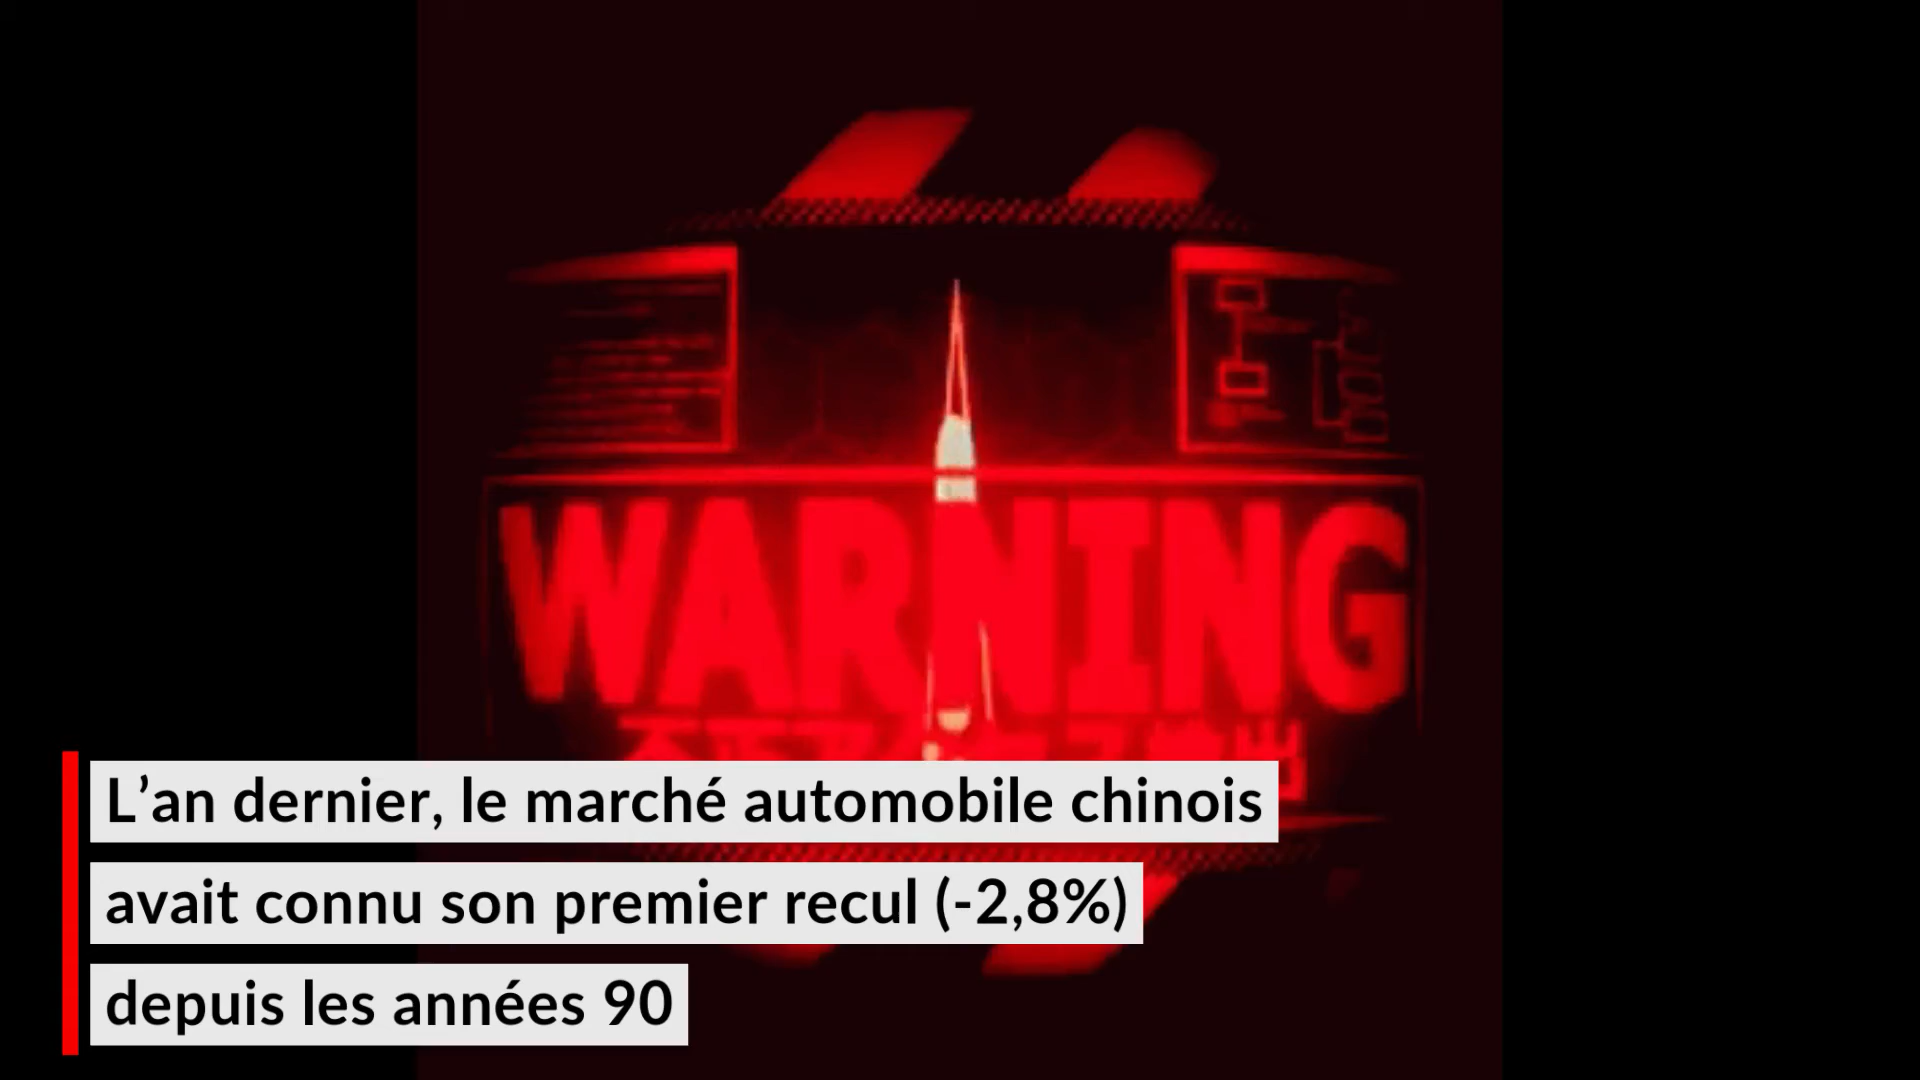 WARNING
L’an dernier, le marché automobile chinois
avait connu son premier recul (-2,8%)
depuis les années 90